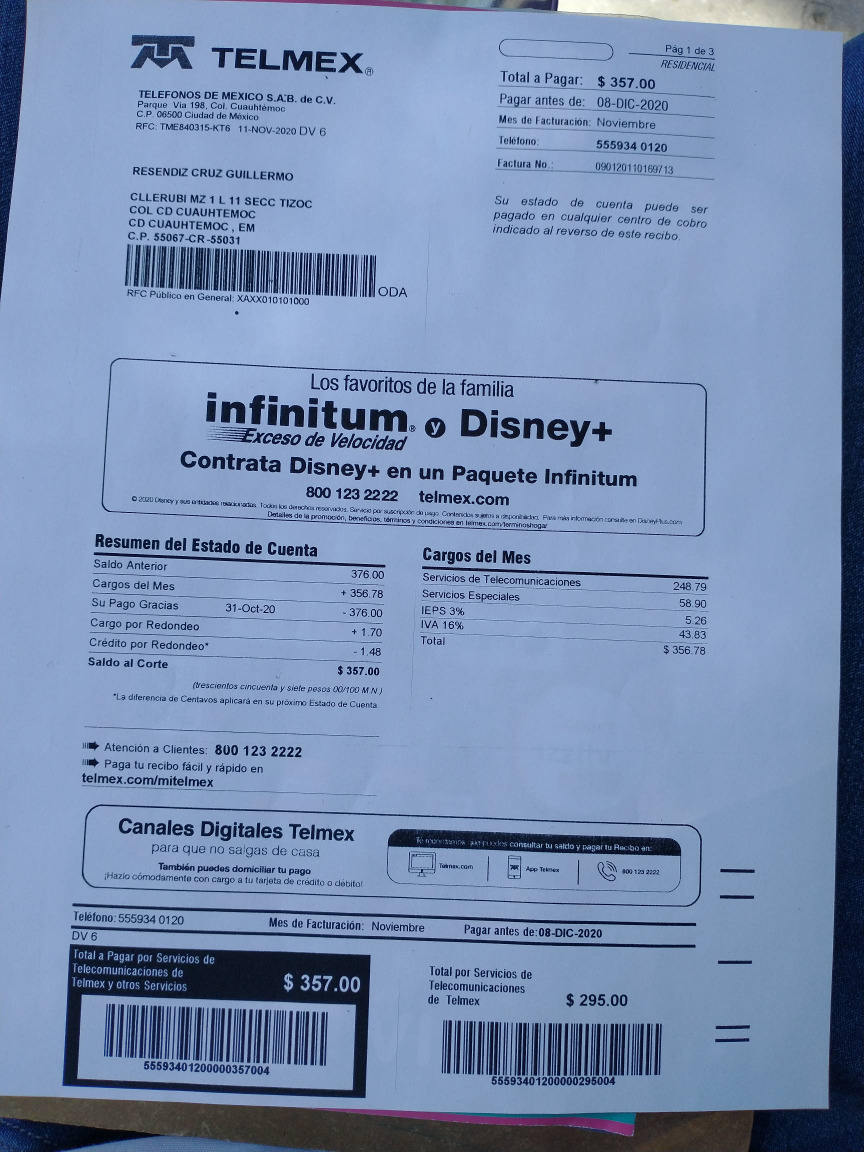 TELMEX®
TELEFONOS DE MEXICO S.A.B. de C.V.
Parque Via 198, Col. Cuauhtémoc
C.P. 06500 Ciudad de México
RFC: TME840315-KT6 11-NOV-2020 DV 6
Pág 1 de 3
RESIDENCIAL
Total a Pagar: $ 357.00
Pagar antes de: 08-DIC-2020
Mes de Facturación: Noviembre
Teléfono: 555934 0120
Factura No.: 090120110169713
RESENDIZ CRUZ GUILLERMO
CLLERUBI MZ 1 L 11 SECC TIZOC
COL CD CUAUHTEMOC
CD CUAUHTEMOC , EM
C.P. 55067-CR -55031
ODA
RFC Público en General: XAXX010101000
Su estado de cuenta puede ser
pagado en cualquier centro de cobro
indicado al reverso de este recibo.
Los favoritos de la familia
infinitum® y Disney+
Exceso de Velocidad
Contrata Disney+ en un Paquete Infinitum
800 123 2222 telmex.com
© 2020 Disney y sus entidades relacionadas. Todos los derechos reservados. Servicio por suscripción de pago. Contenidos sujetos a disponibilidad. Para más información consulte en DisneyPlus.com
Detalles de la promoción, beneficios, términos y condiciones en telmex.com/terminoshogar
Resumen del Estado de Cuenta
Saldo Anterior 376.00
Cargos del Mes + 356.78
Su Pago Gracias 31-Oct-20 - 376.00
Cargo por Redondeo + 1.70
Crédito por Redondeo* - 1.48
Saldo al Corte $ 357.00
(trescientos cincuenta y siete pesos 00/100 M.N.)
*La diferencia de Centavos aplicará en su próximo Estado de Cuenta.
Cargos del Mes
Servicios de Telecomunicaciones 248.79
Servicios Especiales 58.90
IEPS 3% 5.26
IVA 16% 43.83
Total $ 356.78
Atención a Clientes: 800 123 2222
Paga tu recibo fácil y rápido en
telmex.com/mitelmex
Canales Digitales Telmex
para que no salgas de casa
También puedes domiciliar tu pago
¡Hazlo cómodamente con cargo a tu tarjeta de crédito o débito!
Te recordamos que puedes consultar tu saldo y pagar tu Recibo en:
Telmex.com
App Telmex
800 123 2222
Teléfono: 555934 0120 Mes de Facturación: Noviembre Pagar antes de:08-DIC-2020
DV 6
Total a Pagar por Servicios de
Telecomunicaciones de
Telmex y otros Servicios $ 357.00
55593401200000357004
Total por Servicios de
Telecomunicaciones
de Telmex $ 295.00
55593401200000295004